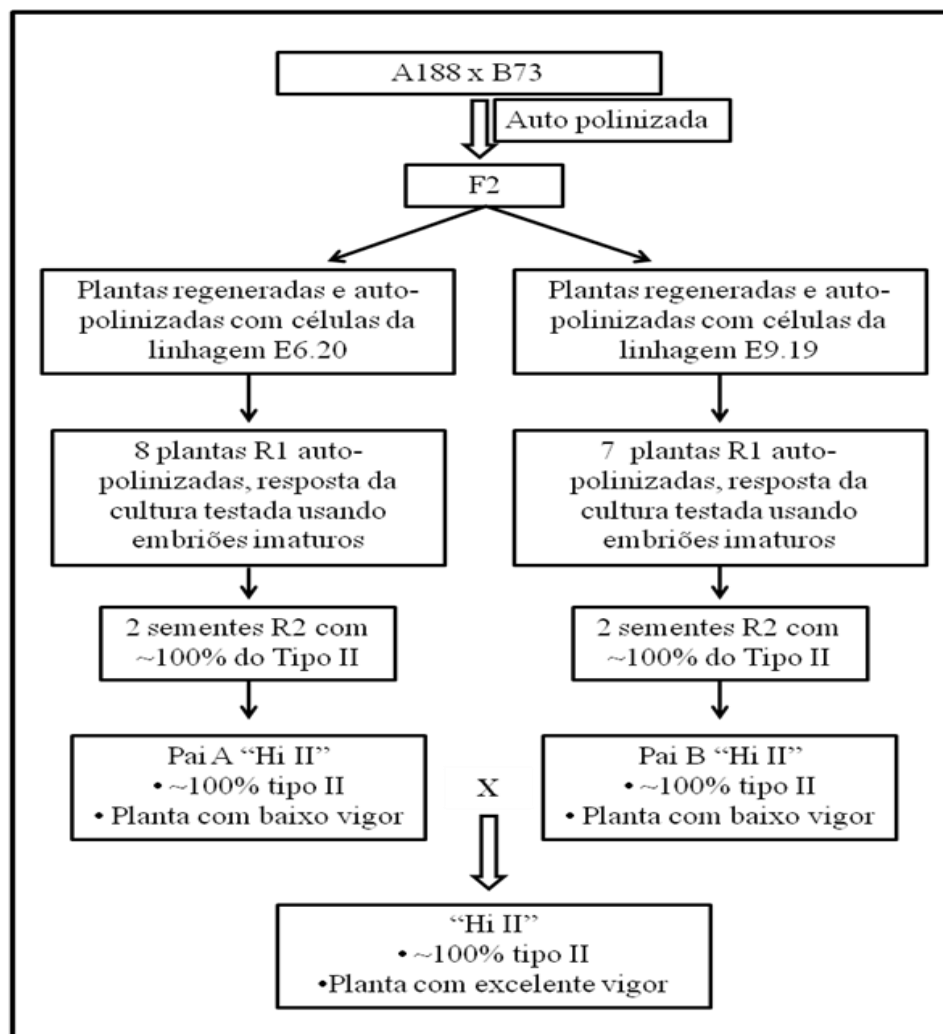 A188 x B73
Auto polinizada
F2
Plantas regeneradas e auto-
polinizadas com células da
linhagem E6.20
Plantas regeneradas e auto-
polinizadas com células da
linhagem E9.19
8 plantas R1 auto-
polinizadas, resposta da
cultura testada usando
embriões imaturos
7 plantas R1 auto-
polinizadas, resposta da
cultura testada usando
embriões imaturos
2 sementes R2 com
~100% do Tipo II
2 sementes R2 com
~100% do Tipo II
Pai A “Hi II”
• ~100% tipo II
• Planta com baixo vigor
X
Pai B “Hi II”
• ~100% tipo II
• Planta com baixo vigor
“Hi II”
• ~100% tipo II
•Planta com excelente vigor